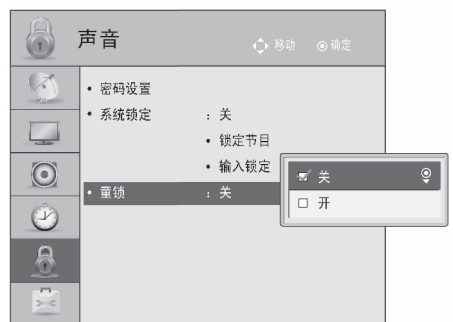 声音 移动 ◉确定
• 密码设置
• 系统锁定 : 关
• 锁定节目
• 输入锁定
• 童锁 : 关
关
开